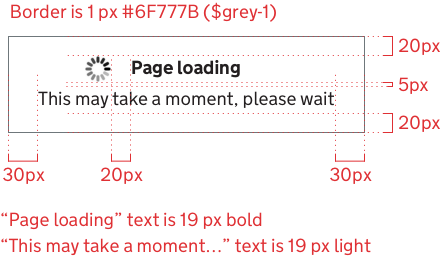 Border is 1 px #6F777B ($grey-1)
20px
Page loading
5px
This may take a moment, please wait
20px
30px 20px 30px
“Page loading” text is 19 px bold
“This may take a moment...” text is 19 px light